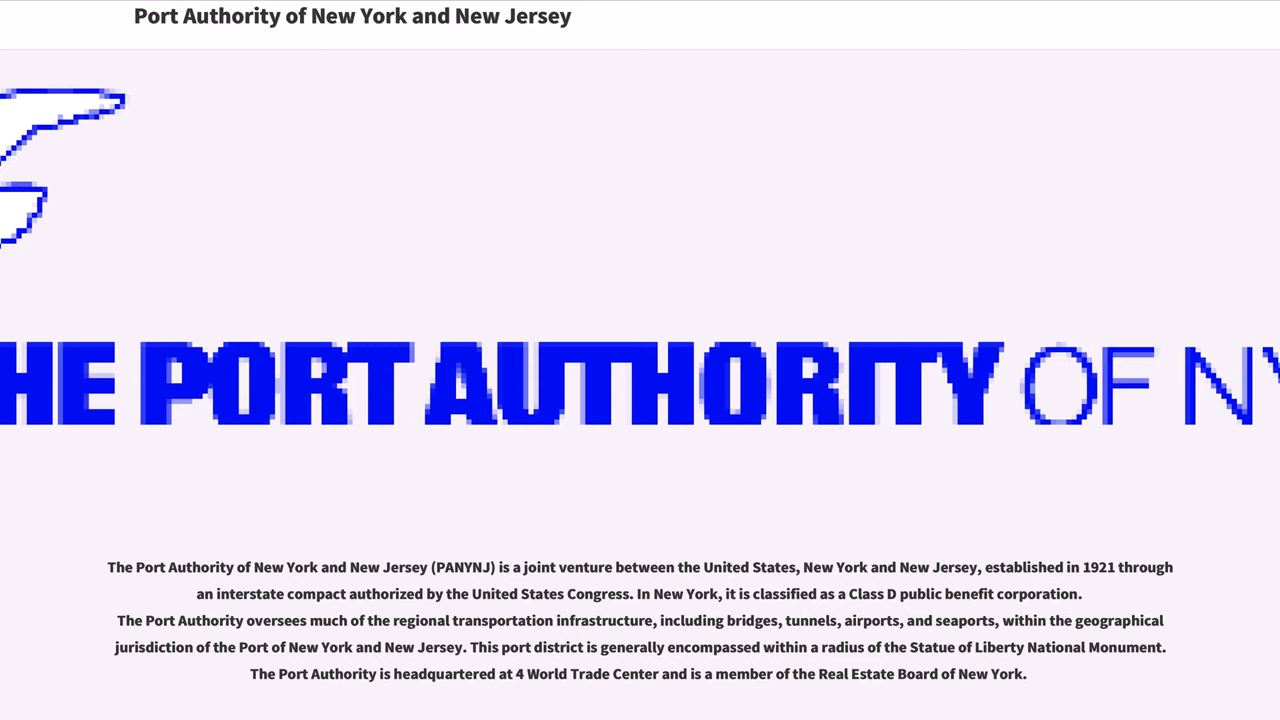 Port Authority of New York and New Jersey
HE PORT AUTHORITY OF NY
The Port Authority of New York and New Jersey (PANYNJ) is a joint venture between the United States, New York and New Jersey, established in 1921 through
an interstate compact authorized by the United States Congress. In New York, it is classified as a Class D public benefit corporation.
The Port Authority oversees much of the regional transportation infrastructure, including bridges, tunnels, airports, and seaports, within the geographical
jurisdiction of the Port of New York and New Jersey. This port district is generally encompassed within a radius of the Statue of Liberty National Monument.
The Port Authority is headquartered at 4 World Trade Center and is a member of the Real Estate Board of New York.